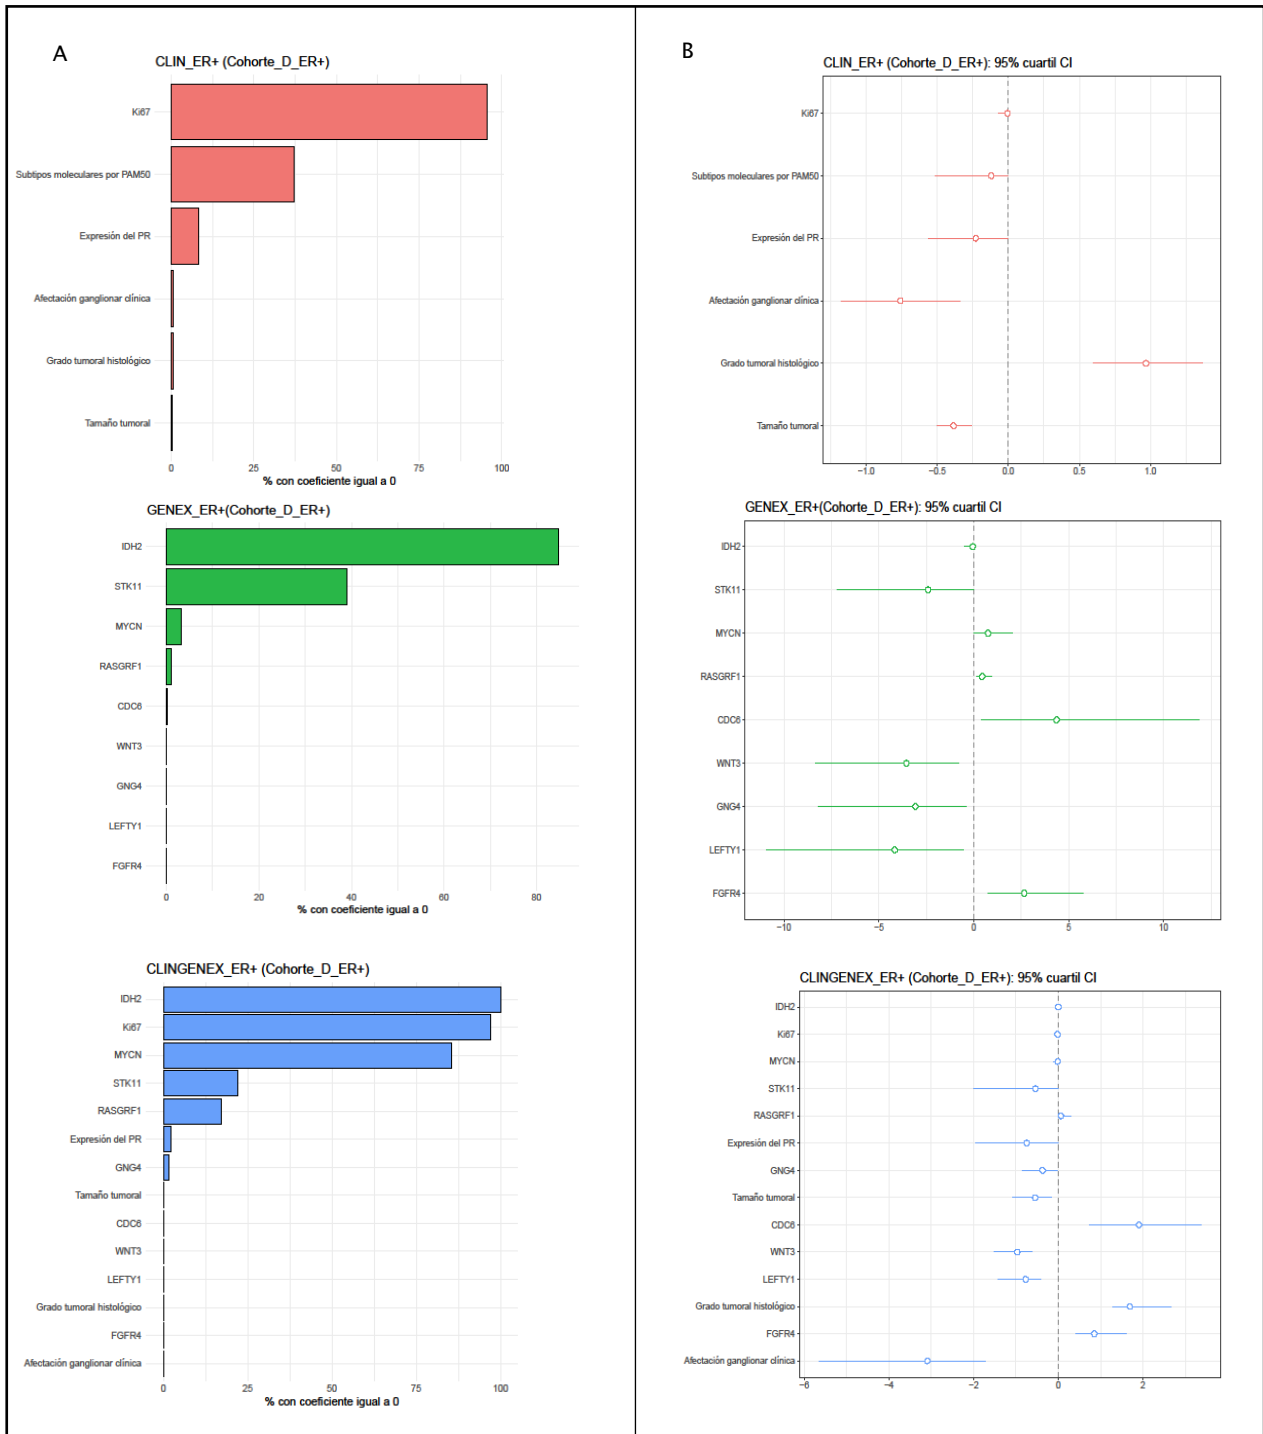 A
CLIN_ER+ (Cohorte_D_ER+)
Ki67
Subtipos moleculares por PAM50
Expresión del PR
Afectación ganglionar clínica
Grado tumoral histológico
Tamaño tumoral
0 25 50 75 100
% con coeficiente igual a 0
GENEX_ER+(Cohorte_D_ER+)
IDH2
STK11
MYCN
RASGRF1
CDC6
WNT3
GNG4
LEFTY1
FGFR4
0 20 40 60 80
% con coeficiente igual a 0
CLINGENEX_ER+ (Cohorte_D_ER+)
IDH2
Ki67
MYCN
STK11
RASGRF1
Expresión del PR
GNG4
Tamaño tumoral
CDC6
WNT3
LEFTY1
Grado tumoral histológico
FGFR4
Afectación ganglionar clínica
0 25 50 75 100
% con coeficiente igual a 0
B
CLIN_ER+ (Cohorte_D_ER+): 95% cuartil CI
Ki67
Subtipos moleculares por PAM50
Expresión del PR
Afectación ganglionar clínica
Grado tumoral histológico
Tamaño tumoral
−1.0 −0.5 0.0 0.5 1.0
GENEX_ER+(Cohorte_D_ER+): 95% cuartil CI
IDH2
STK11
MYCN
RASGRF1
CDC6
WNT3
GNG4
LEFTY1
FGFR4
−10 −5 0 5 10
CLINGENEX_ER+ (Cohorte_D_ER+): 95% cuartil CI
IDH2
Ki67
MYCN
STK11
RASGRF1
Expresión del PR
GNG4
Tamaño tumoral
CDC6
WNT3
LEFTY1
Grado tumoral histológico
FGFR4
Afectación ganglionar clínica
−6 −4 −2 0 2